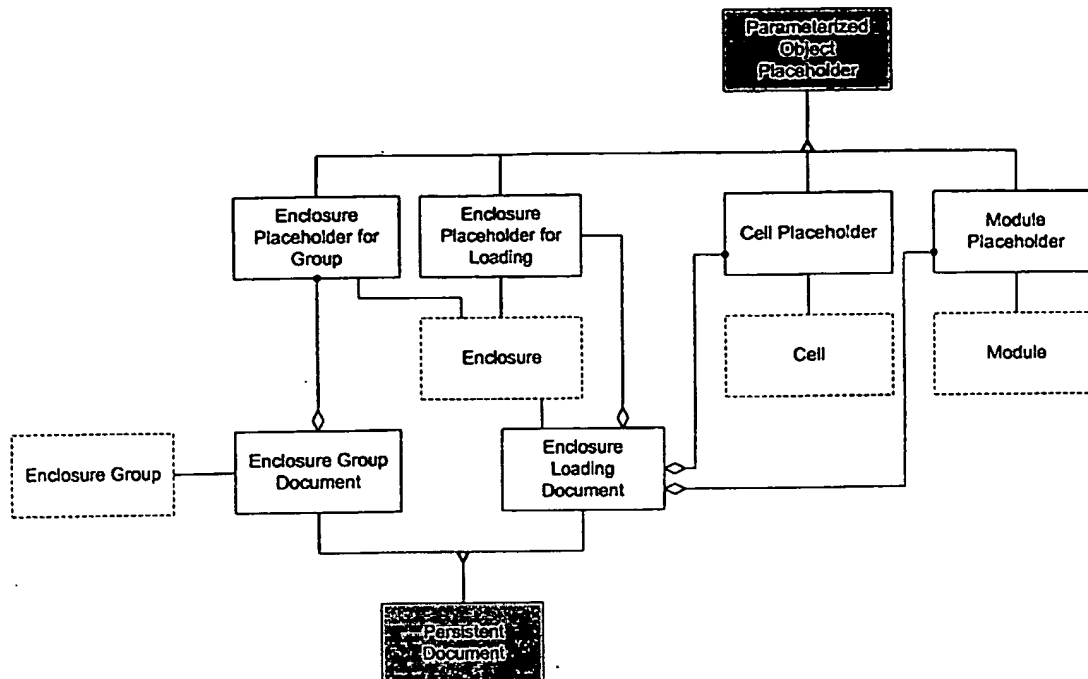 Parameterized
Object
Placeholder
Enclosure
Placeholder for
Group
Enclosure
Placeholder for
Loading
Cell Placeholder
Module
Placeholder
Enclosure
Cell
Module
Enclosure Group
Enclosure Group
Document
Enclosure
Loading
Document
Persistent
Document